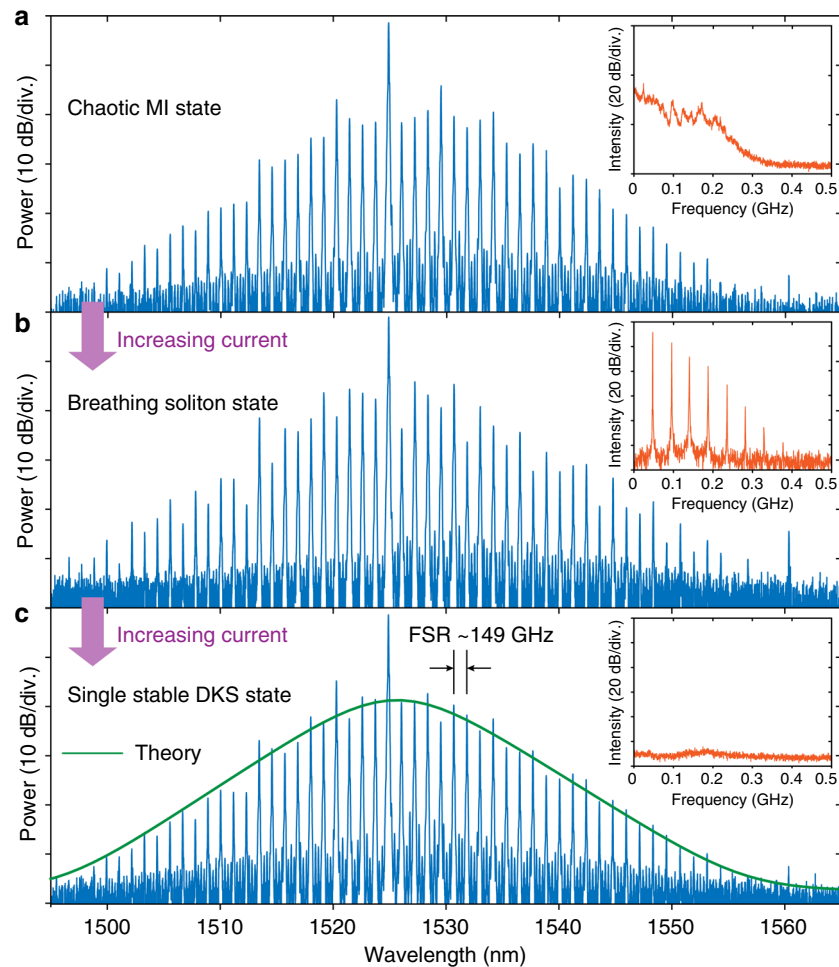 a
Chaotic MI state
Power (10 dB/div.)
Intensity (20 dB/div.)
0 0.1 0.2 0.3 0.4 0.5
Frequency (GHz)
b
Increasing current
Breathing soliton state
Power (10 dB/div.)
Intensity (20 dB/div.)
0 0.1 0.2 0.3 0.4 0.5
Frequency (GHz)
c
Increasing current
FSR ~149 GHz
Single stable DKS state
Theory
Power (10 dB/div.)
Intensity (20 dB/div.)
0 0.1 0.2 0.3 0.4 0.5
Frequency (GHz)
1500 1510 1520 1530 1540 1550 1560
Wavelength (nm)